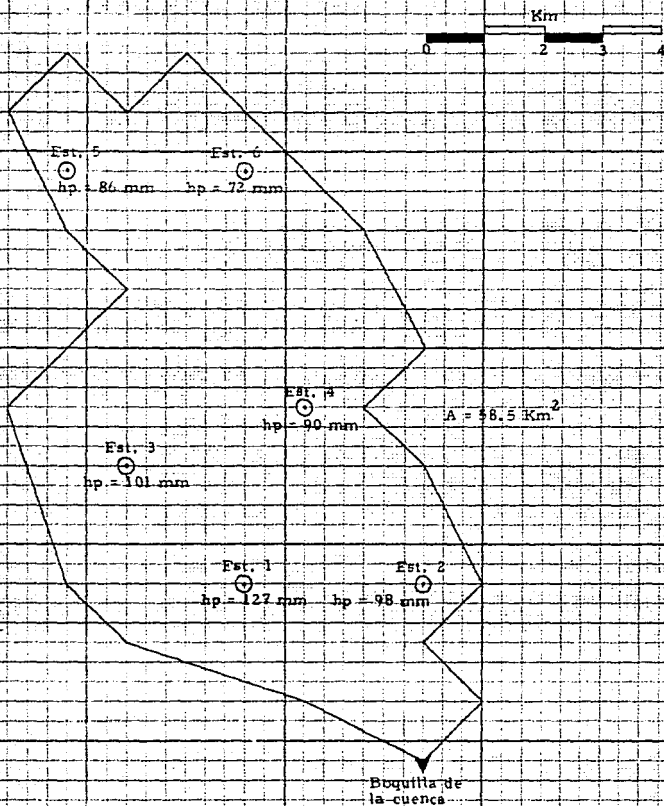 Km
0 2 3 4
Est. 5
hp = 86 mm
Est. 6
hp = 72 mm
Est. 4
hp = 90 mm
A = 58.5 Km2
Est. 3
hp = 101 mm
Est. 1
hp = 127 mm
Est. 2
hp = 98 mm
Boquilla de
la cuenca